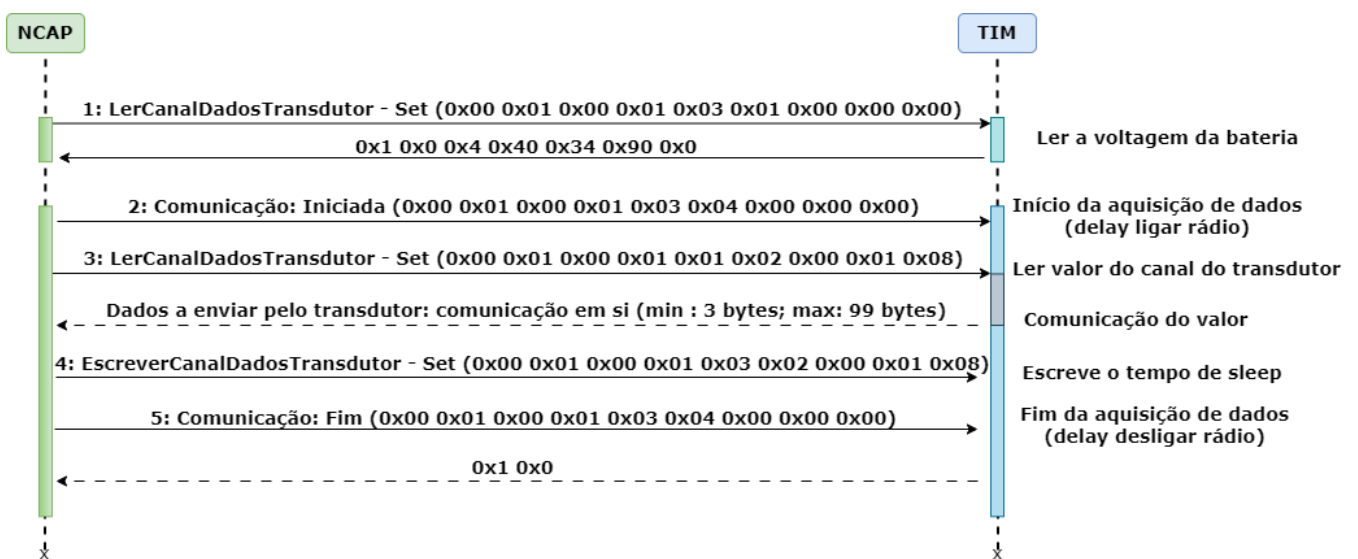 NCAP
TIM
1: LerCanalDadosTransdutor - Set (0x00 0x01 0x00 0x01 0x03 0x01 0x00 0x00 0x00)
Ler a voltagem da bateria
0x1 0x0 0x4 0x40 0x34 0x90 0x0
2: Comunicação: Iniciada (0x00 0x01 0x00 0x01 0x03 0x04 0x00 0x00 0x00)
Início da aquisição de dados
(delay ligar rádio)
3: LerCanalDadosTransdutor - Set (0x00 0x01 0x00 0x01 0x01 0x02 0x00 0x01 0x08)
Ler valor do canal do transdutor
Dados a enviar pelo transdutor: comunicação em si (min : 3 bytes; max: 99 bytes)
Comunicação do valor
4: EscreverCanalDadosTransdutor - Set (0x00 0x01 0x00 0x01 0x03 0x02 0x00 0x01 0x08)
Escreve o tempo de sleep
5: Comunicação: Fim (0x00 0x01 0x00 0x01 0x03 0x04 0x00 0x00 0x00)
Fim da aquisição de dados
(delay desligar rádio)
0x1 0x0